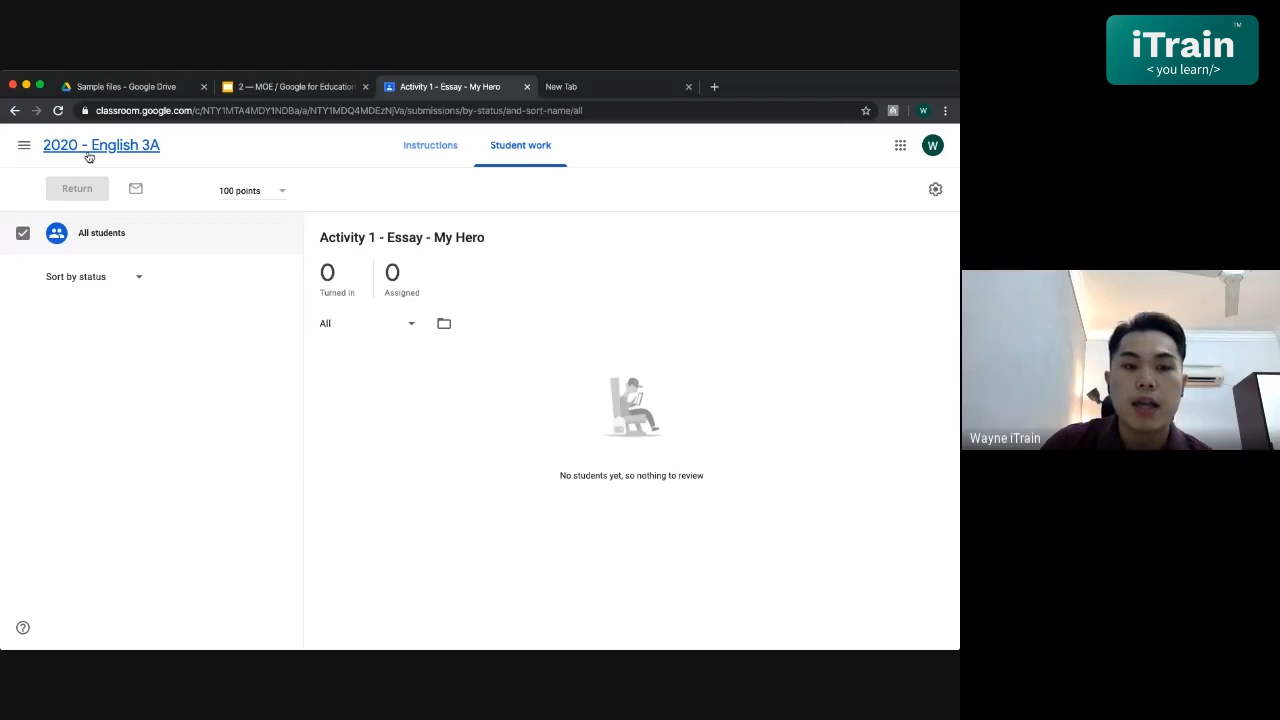 iTrain™
< you learn/>
Sample files - Google Drive
2 — MOE / Google for Education
Activity 1 - Essay - My Hero
New Tab
classroom.google.com/c/NTY1MTA4MDY1NDBa/a/NTY1MDQ4MDEzNjVa/submissions/by-status/and-sort-name/all
W
2020 - English 3A
Instructions
Student work
W
Return
100 points
All students
Activity 1 - Essay - My Hero
Sort by status
0
0
Turned in
Assigned
All
No students yet, so nothing to review
Wayne iTrain